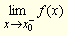 lim f(x)
x→x₀⁻